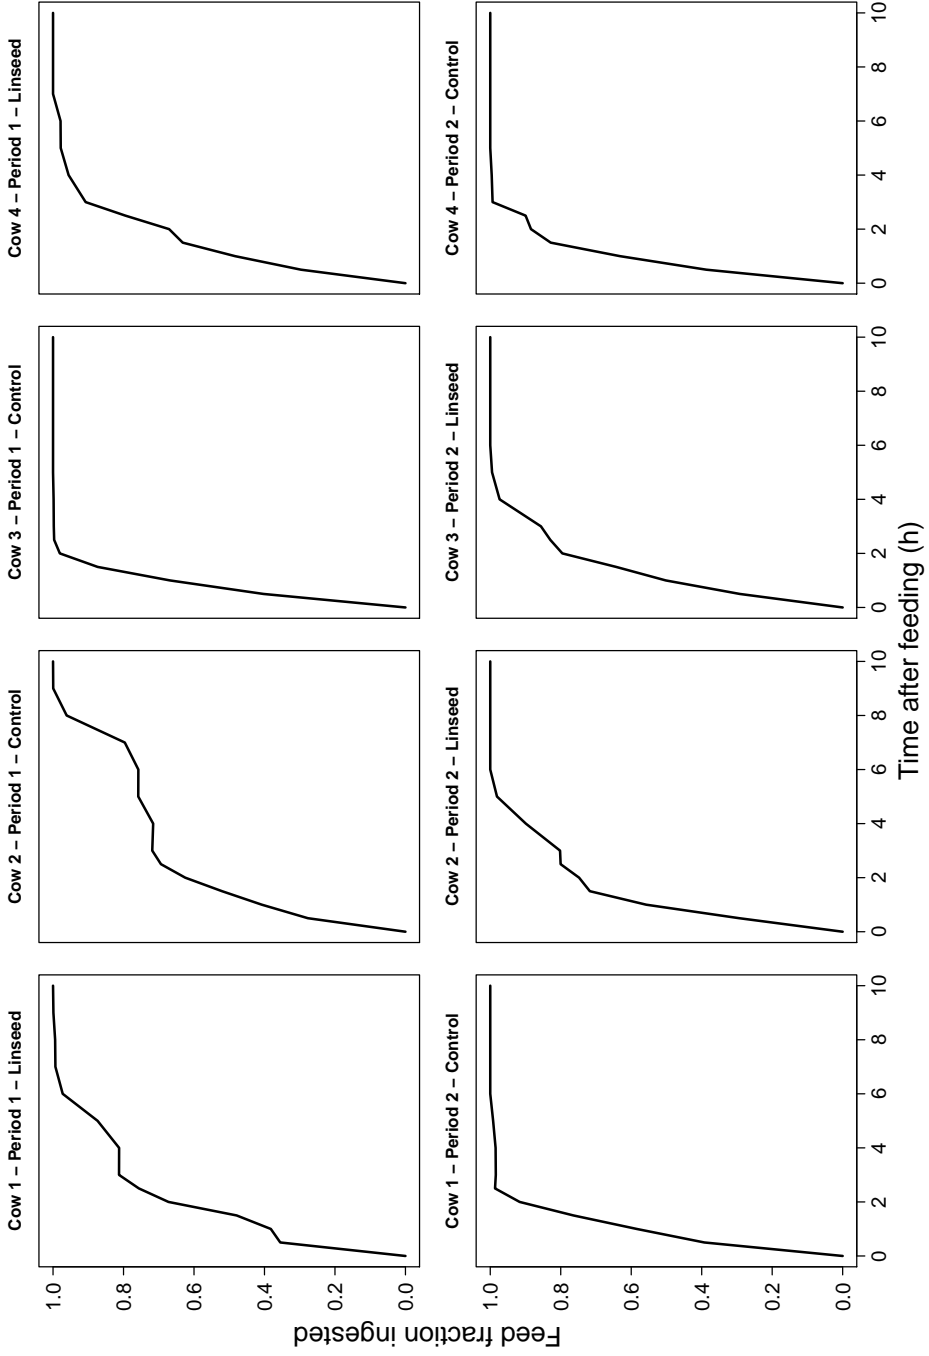 Cow 1 − Period 1 − Linseed
Cow 2 − Period 1 − Control
Cow 3 − Period 1 − Control
Cow 4 − Period 1 − Linseed
1.0
0.8
0.6
0.4
0.2
0.0
Cow 1 − Period 2 − Control
Cow 2 − Period 2 − Linseed
Cow 3 − Period 2 − Linseed
Cow 4 − Period 2 − Control
1.0
0.8
0.6
0.4
0.2
0.0
0 2 4 6 8 10
0 2 4 6 8 10
0 2 4 6 8 10
0 2 4 6 8 10
Feed fraction ingested
Time after feeding (h)